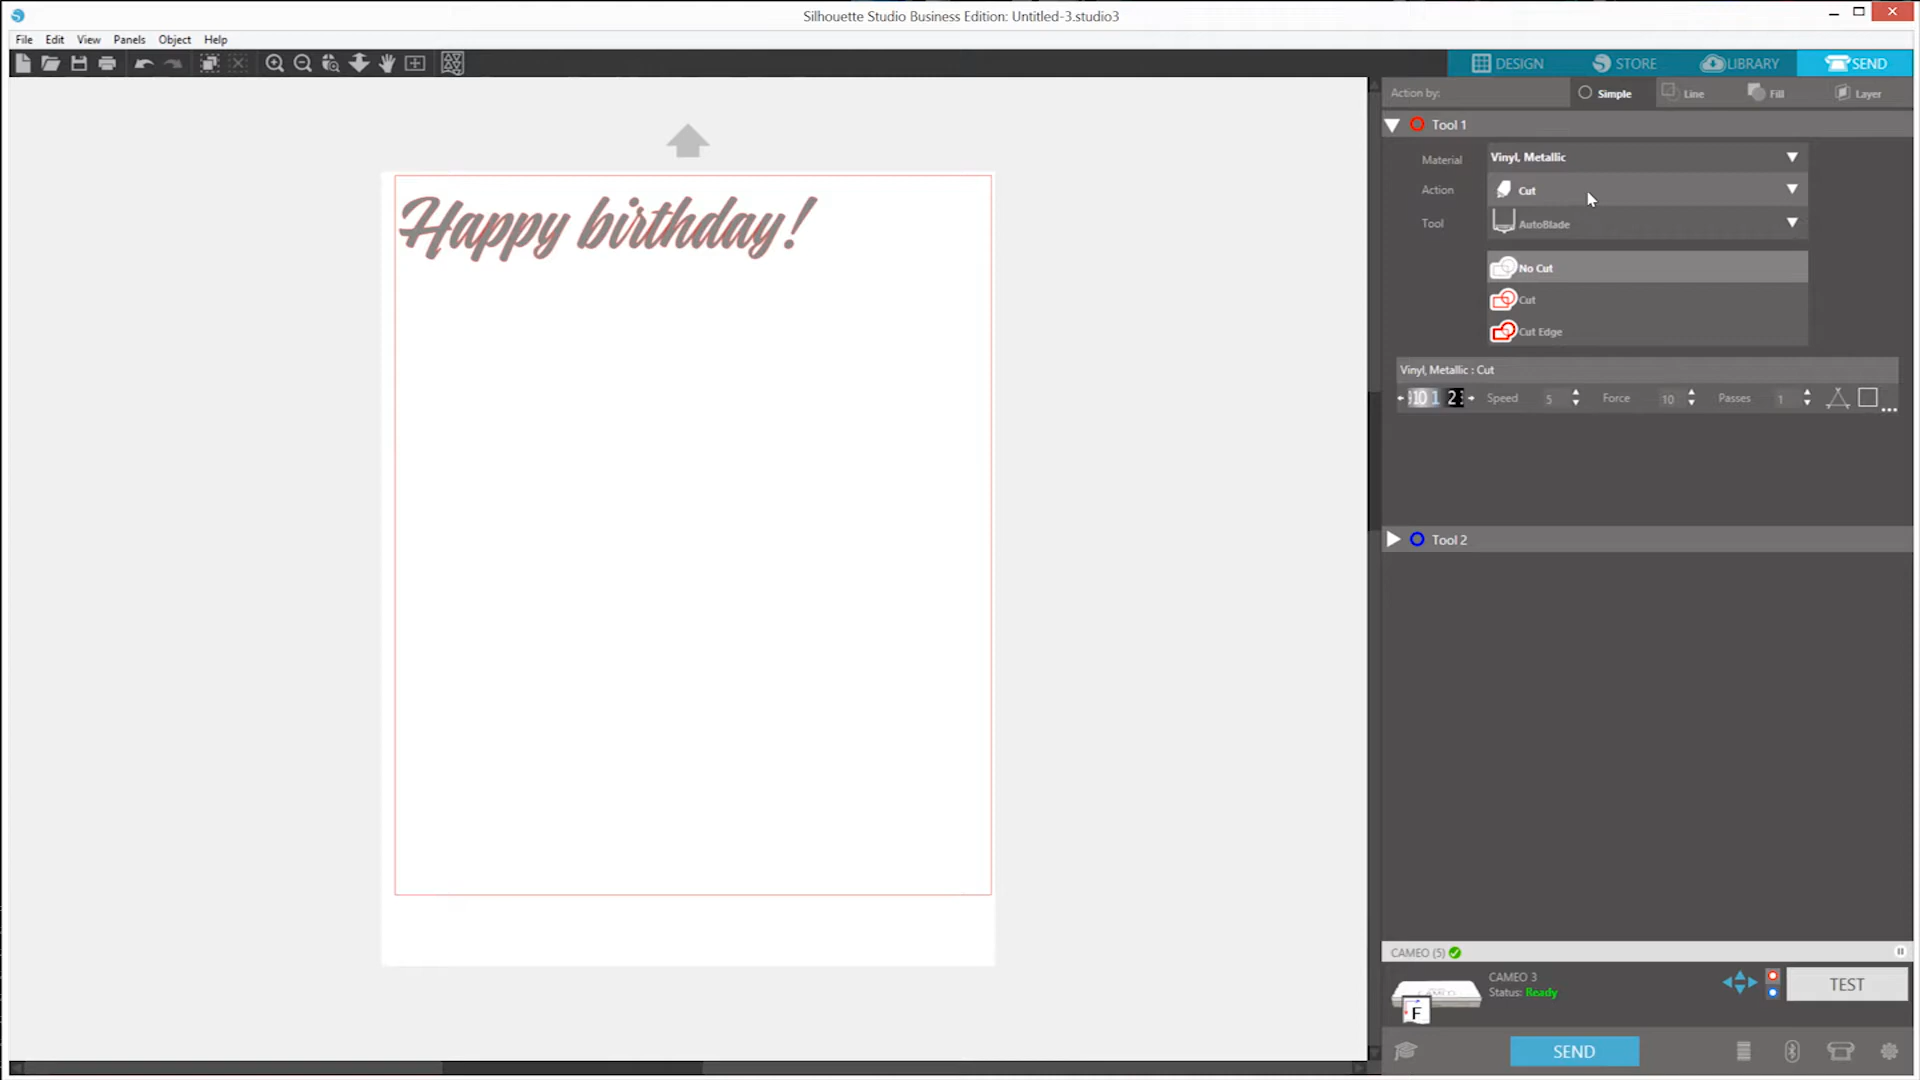 Silhouette Studio Business Edition: Untitled-3.studio3
File Edit View Panels Object Help
DESIGN STORE LIBRARY SEND
Action by: Simple Line Fill Layer
Tool 1
Material Vinyl, Metallic
Action Cut
Tool AutoBlade
No Cut
Cut
Cut Edge
Vinyl, Metallic : Cut
10 1 2 Speed 5 Force 10 Passes 1
Happy birthday!
Tool 2
CAMEO (5)
CAMEO 3
Status: Ready
TEST
F
SEND